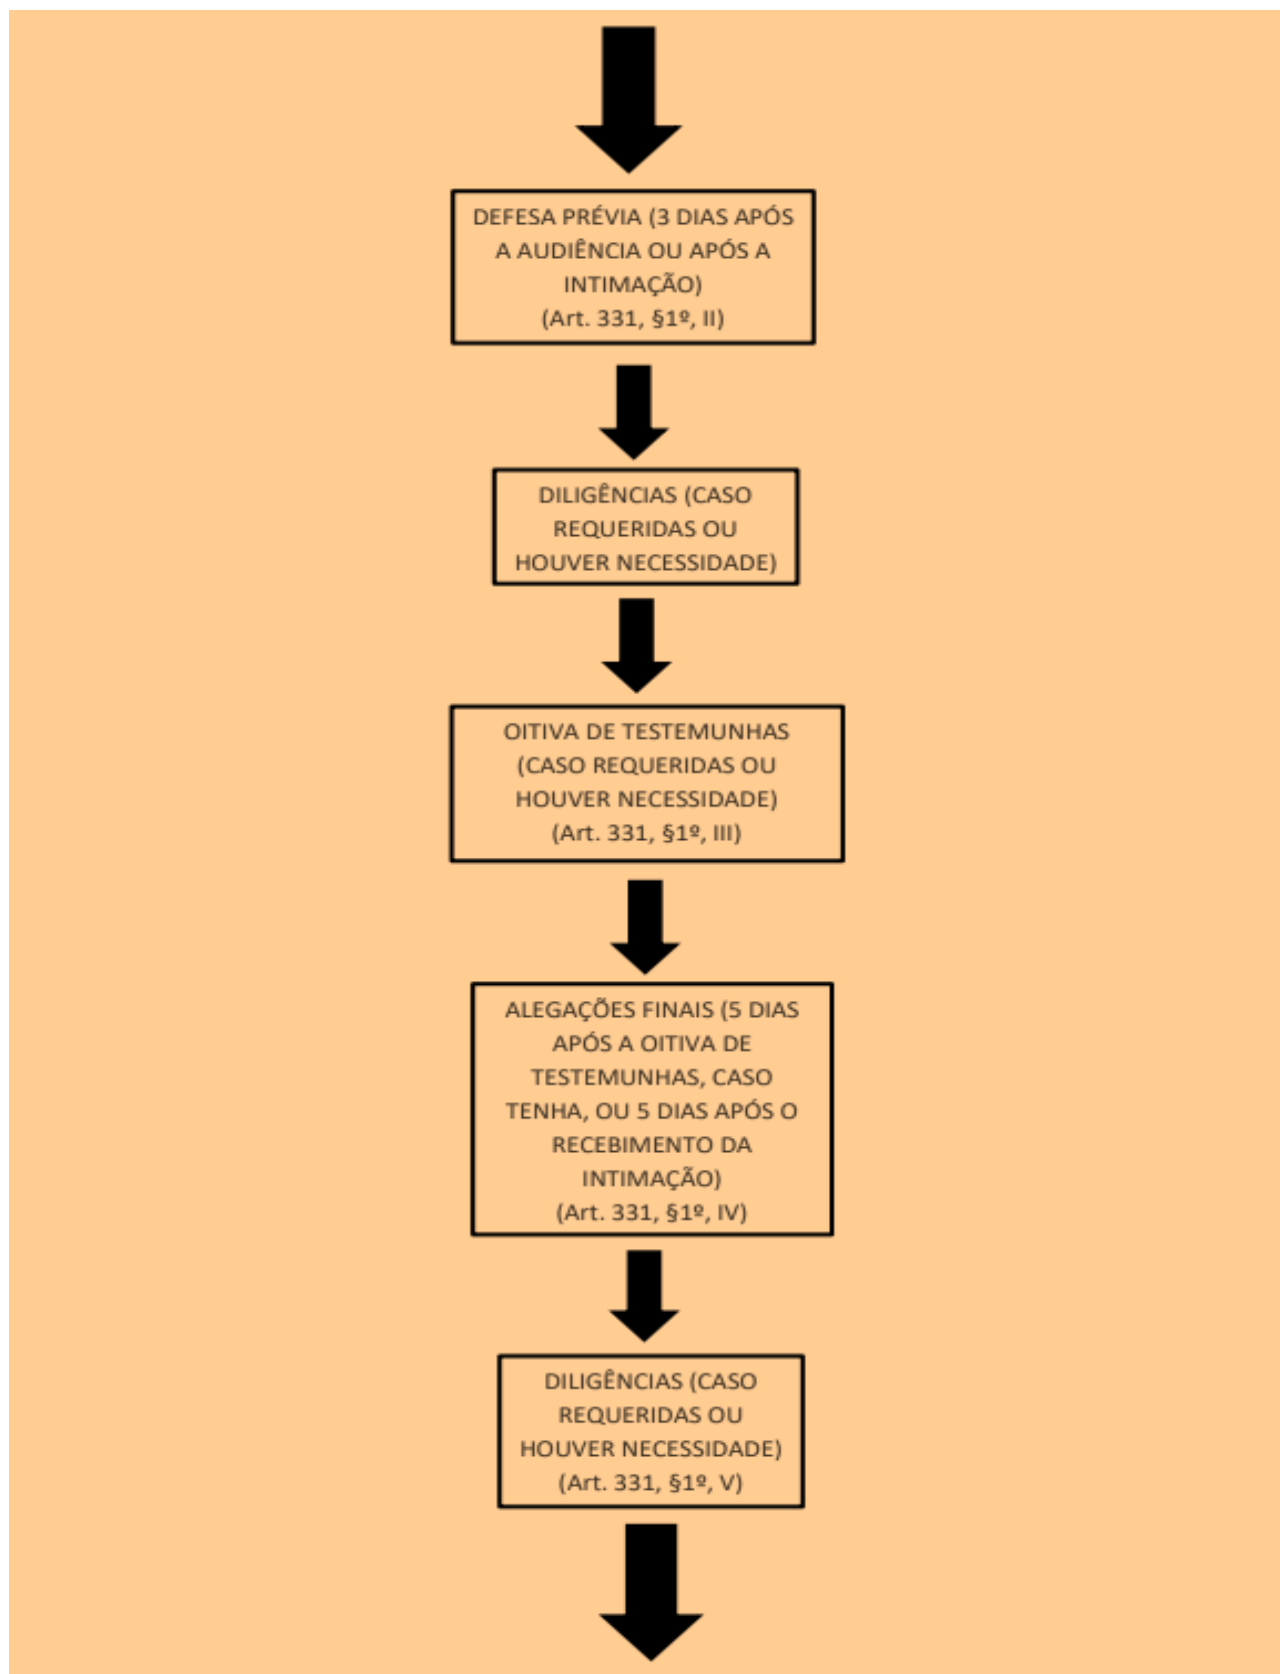 DEFESA PRÉVIA (3 DIAS APÓS
A AUDIÊNCIA OU APÓS A
INTIMAÇÃO)
(Art. 331, §1º, II)
DILIGÊNCIAS (CASO
REQUERIDAS OU
HOUVER NECESSIDADE)
OITIVA DE TESTEMUNHAS
(CASO REQUERIDAS OU
HOUVER NECESSIDADE)
(Art. 331, §1º, III)
ALEGAÇÕES FINAIS (5 DIAS
APÓS A OITIVA DE
TESTEMUNHAS, CASO
TENHA, OU 5 DIAS APÓS O
RECEBIMENTO DA
INTIMAÇÃO)
(Art. 331, §1º, IV)
DILIGÊNCIAS (CASO
REQUERIDAS OU
HOUVER NECESSIDADE)
(Art. 331, §1º, V)